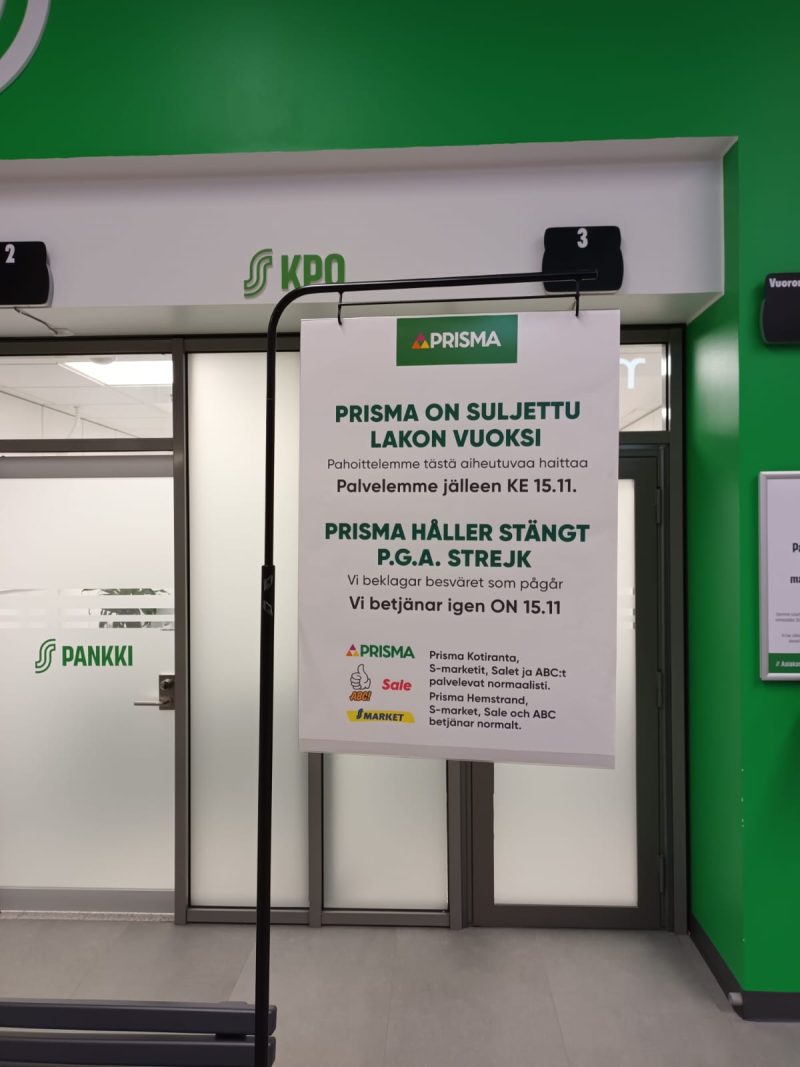 2
KPO
3
Vuoron
PRISMA
PRISMA ON SULJETTU
LAKON VUOKSI
Pahoittelemme tästä aiheutuvaa haittaa
Palvelemme jälleen KE 15.11.
PRISMA HÅLLER STÄNGT
P.G.A. STREJK
Vi beklagar besväret som pågår
Vi betjänar igen ON 15.11
PRISMA
ABC!
Sale
S MARKET
Prisma Kotiranta,
S-marketit, Salet ja ABC:t
palvelevat normaalisti.
Prisma Hemstrand,
S-market, Sale och ABC
betjänar normalt.
PANKKI